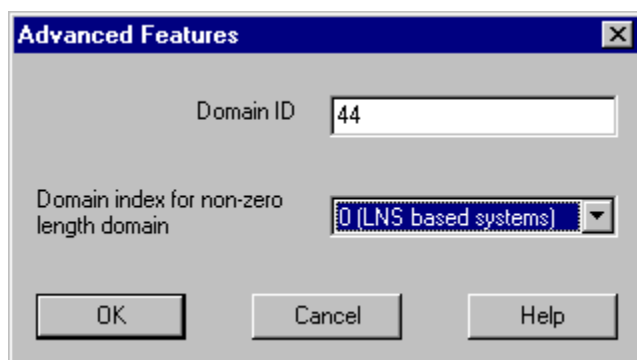 Advanced Features
Domain ID
44
Domain index for non-zero
length domain
0 (LNS based systems)
OK
Cancel
Help